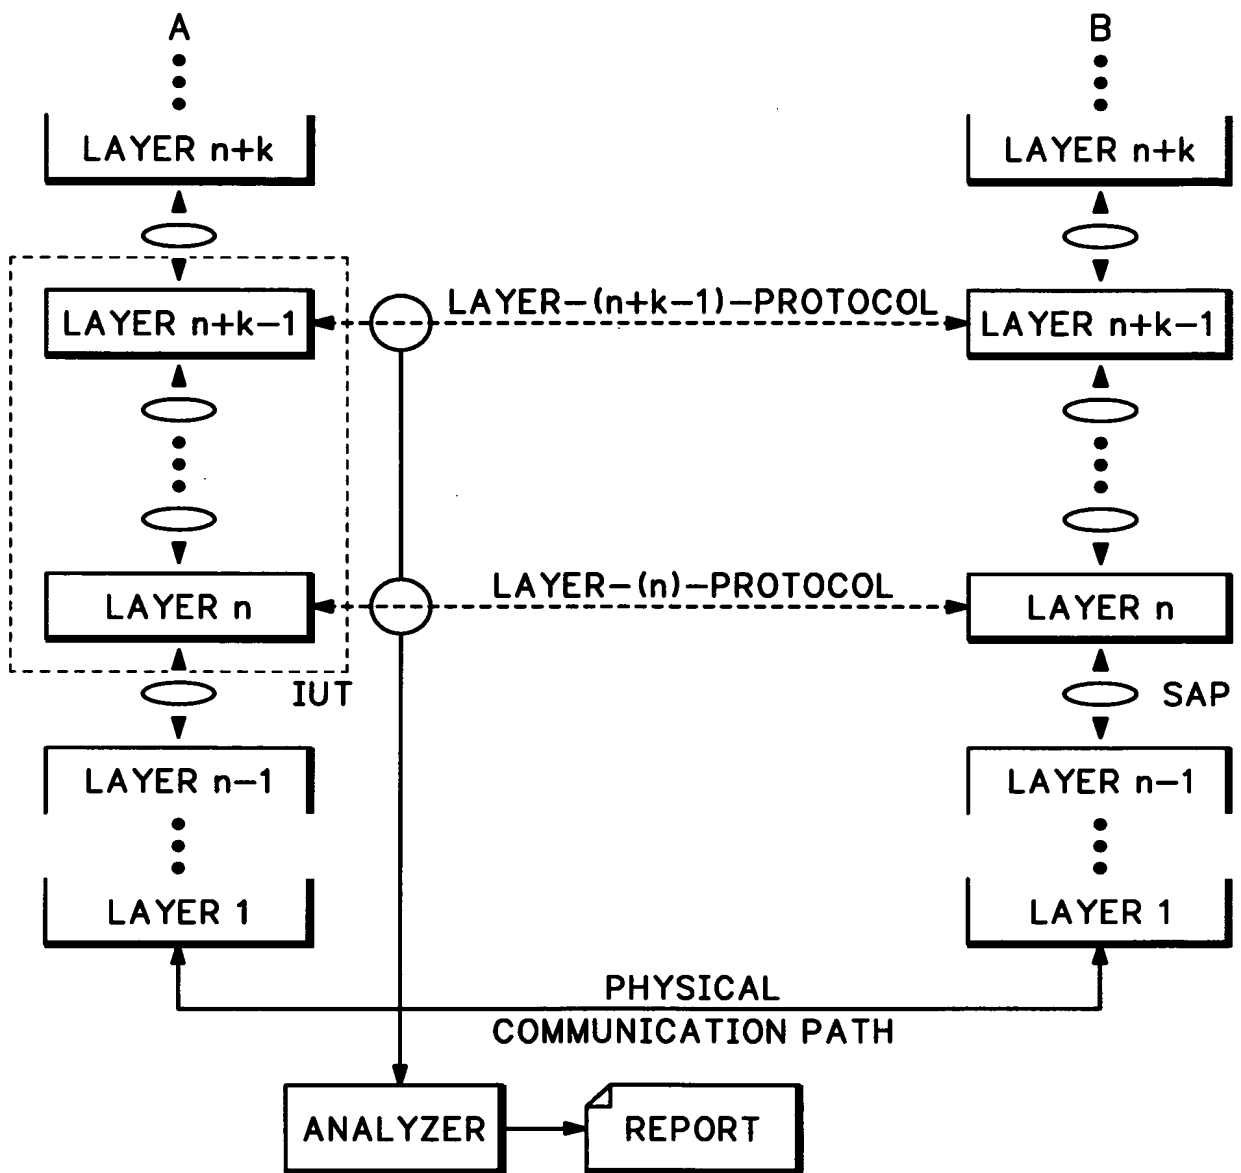 A
B
LAYER n+k
LAYER n+k
LAYER n+k-1
LAYER-(n+k-1)-PROTOCOL
LAYER n+k-1
LAYER n
LAYER-(n)-PROTOCOL
LAYER n
IUT
SAP
LAYER n-1
LAYER n-1
LAYER 1
LAYER 1
PHYSICAL
COMMUNICATION PATH
ANALYZER
REPORT